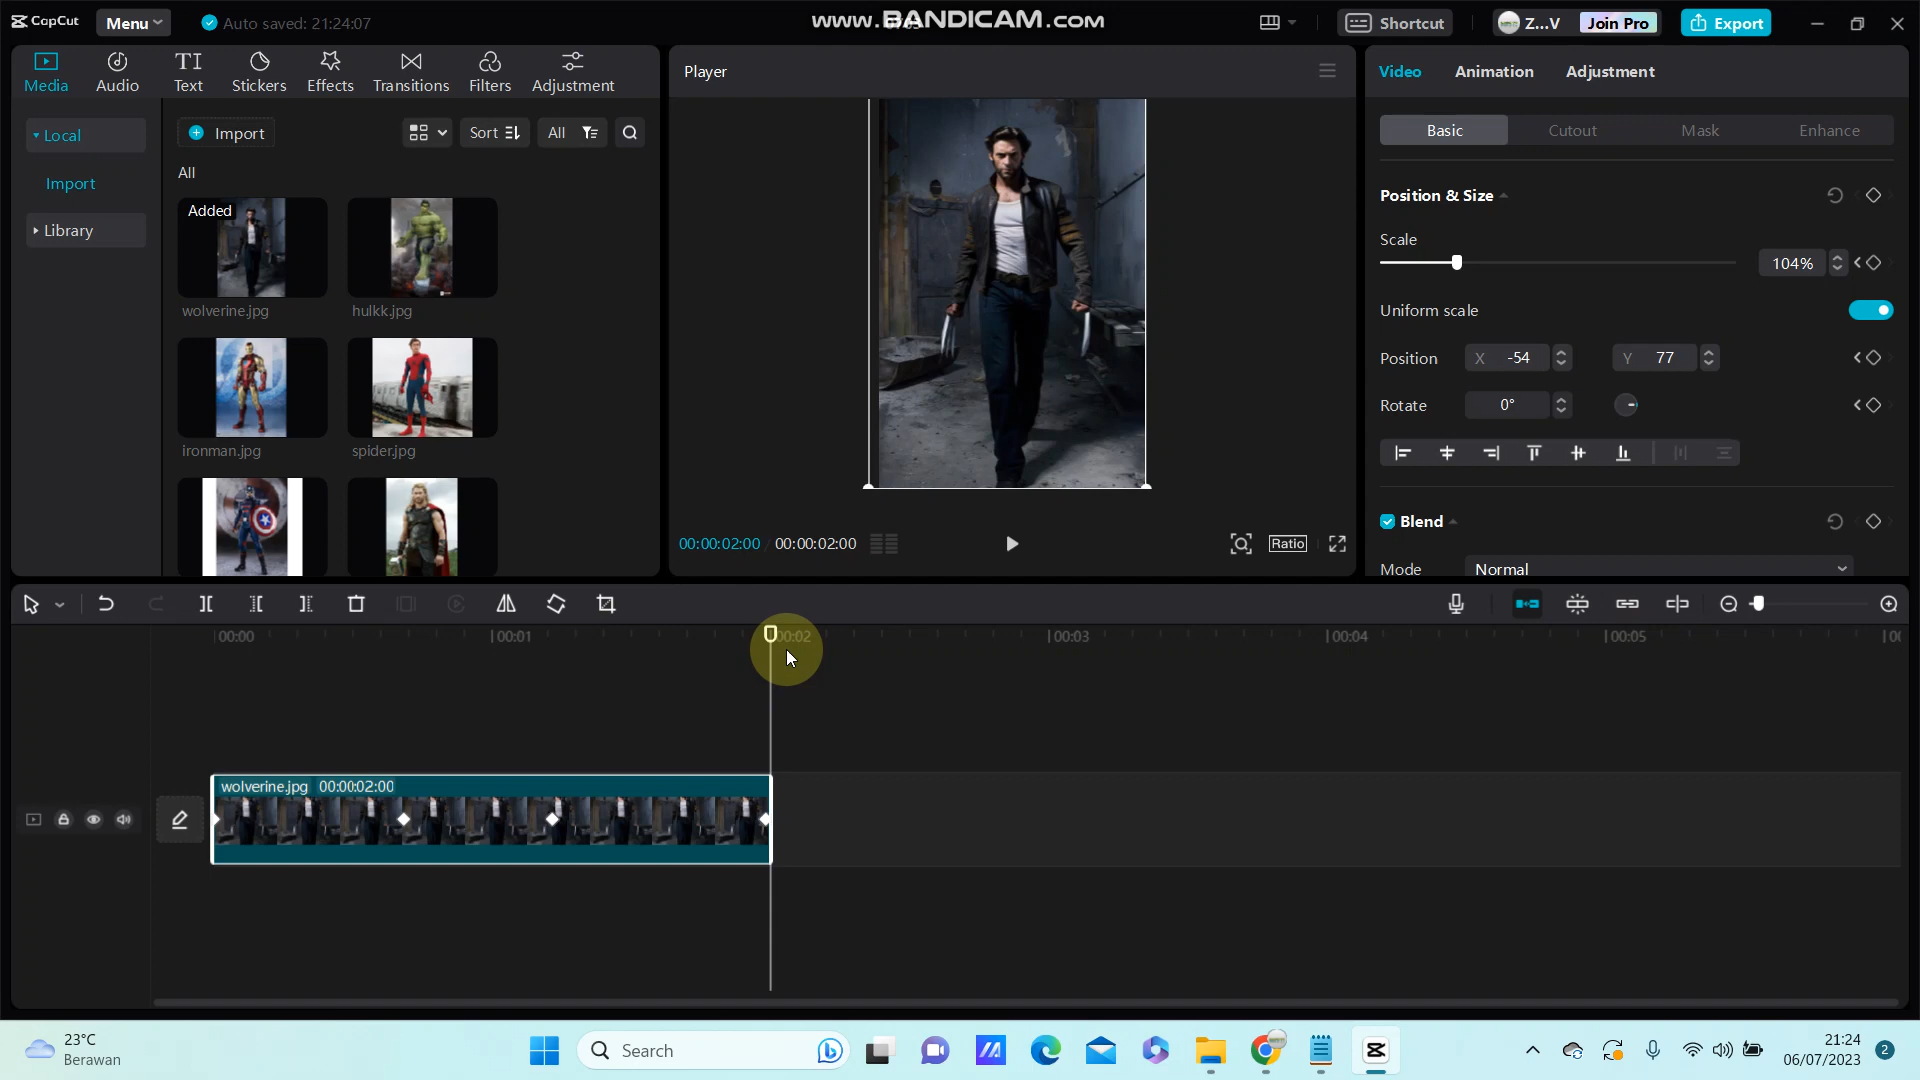 CapCut
Menu
Auto saved: 21:24:07
www.BANDICAM.com
Shortcut
Z...V
Join Pro
Export
Media
Audio
Text
Stickers
Effects
Transitions
Filters
Adjustment
Player
Video
Animation
Adjustment
Local
Import
Library
Import
Sort
All
All
Added
wolverine.jpg
hulkk.jpg
ironman.jpg
spider.jpg
Basic
Cutout
Mask
Enhance
Position & Size
Scale
104%
Uniform scale
Position
X -54
Y 77
Rotate
0°
Blend
Mode
Normal
00:00:02:00 / 00:00:02:00
Ratio
00:00
00:01
00:02
00:03
00:04
00:05
wolverine.jpg 00:00:02:00
23°C
Berawan
Search
21:24
06/07/2023
2